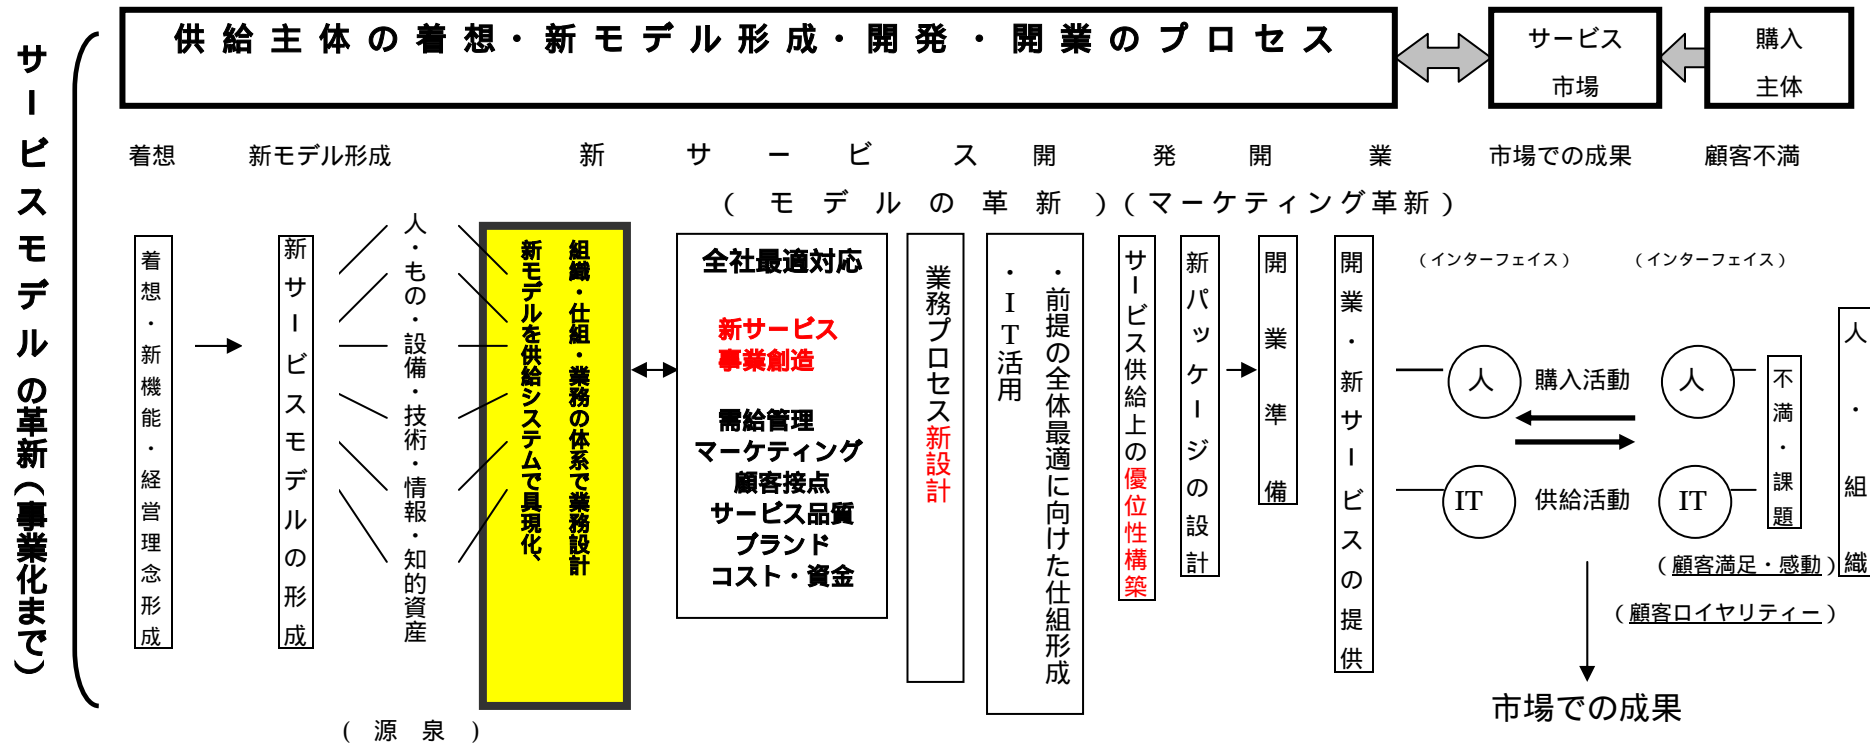 サービスモデルの革新（事業化まで）
供給主体の着想・新モデル形成・開発・開業のプロセス
サービス
市場
購入
主体
着想
新モデル形成
新サービス開発開業
市場での成果
顧客不満
（モデルの革新）（マーケティング革新）
着想・新機能・経営理念形成
新サービスモデルの形成
人・もの・設備・技術・情報・知的資産
組織・仕組・業務の体系で業務設計
新モデルを供給システムで具現化、
全社最適対応
新サービス
事業創造
需給管理
マーケティング
顧客接点
サービス品質
ブランド
コスト・資金
業務プロセス新設計
・前提の全体最適に向けた仕組形成
・IT活用
サービス供給上の優位性構築
新パッケージの設計
開業準備
開業・新サービスの提供
（インターフェイス）
（インターフェイス）
人
購入活動
人
IT
供給活動
IT
不満・課題
人・組織
（顧客満足・感動）
（顧客ロイヤリティー）
市場での成果
（源泉）